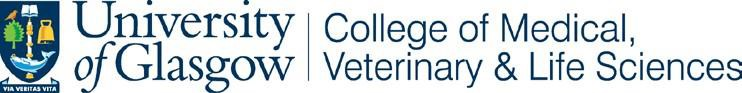 University
of Glasgow
College of Medical,
Veterinary & Life Sciences
VIA VERITAS VITA